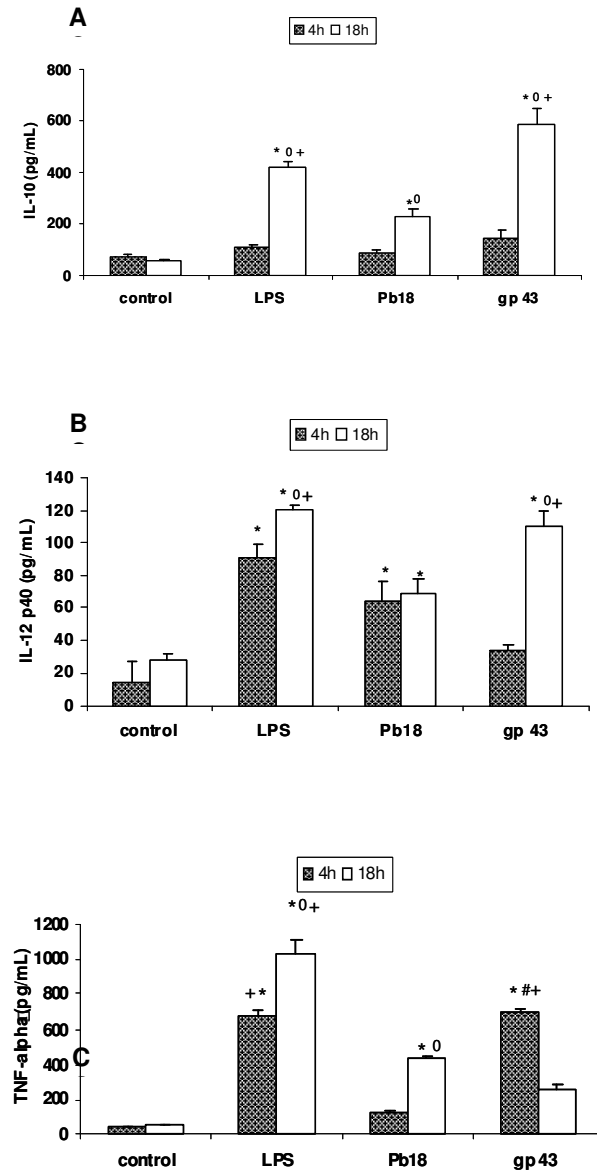 A
4h 18h
IL-10 (pg/mL)
800
600
400
200
0
* 0 +
*0
* 0 +
control LPS Pb18 gp 43
B
4h 18h
IL-12 p40 (pg/mL)
140
120
100
80
60
40
20
0
*
* 0+
* *
* 0+
control LPS Pb18 gp 43
4h 18h
TNF-alpha(pg/mL)
1200
1000
800
600
400
200
0
C
+*
*0+
* 0
* #+
control LPS Pb18 gp43